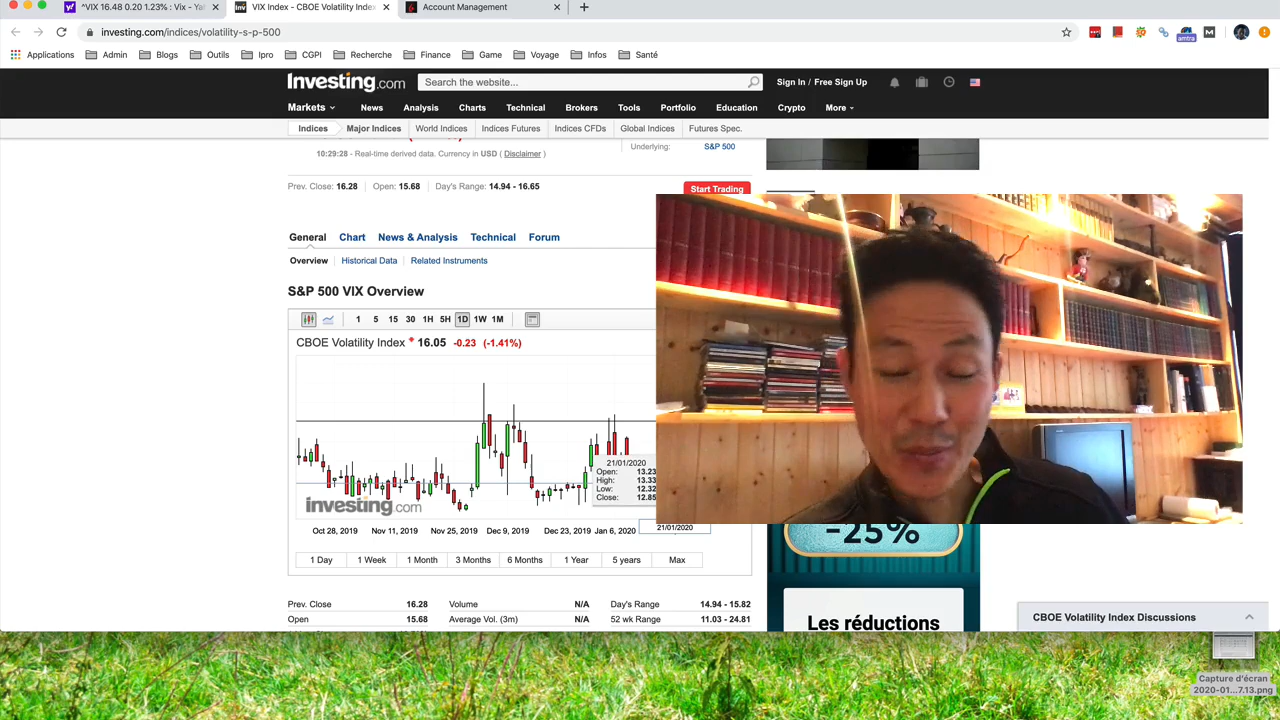 ^VIX 16.48 0.20 1.23% : Vix - Ya
VIX Index - CBOE Volatility Index
Account Management
investing.com/indices/volatility-s-p-500
amtra
Applications Admin Blogs Outils Ipro CGPI Recherche Finance Game Voyage Infos Santé
Investing.com
Search the website...
Sign In / Free Sign Up
Markets News Analysis Charts Technical Brokers Tools Portfolio Education Crypto More
Indices Major Indices World Indices Indices Futures Indices CFDs Global Indices Futures Spec.
Underlying: S&P 500
10:29:28 - Real-time derived data. Currency in USD ( Disclaimer )
Prev. Close: 16.28 Open: 15.68 Day's Range: 14.94 - 16.65
Start Trading
General Chart News & Analysis Technical Forum
Overview Historical Data Related Instruments
S&P 500 VIX Overview
1 5 15 30 1H 5H 1D 1W 1M
CBOE Volatility Index 16.05 -0.23 (-1.41%)
21/01/2020
Open: 13.23
High: 13.33
Low: 12.32
Close: 12.85
Investing.com
Oct 28, 2019 Nov 11, 2019 Nov 25, 2019 Dec 9, 2019 Dec 23, 2019 Jan 6, 2020 21/01/2020
1 Day 1 Week 1 Month 3 Months 6 Months 1 Year 5 years Max
Prev. Close 16.28 Volume N/A Day's Range 14.94 - 15.82
Open 15.68 Average Vol. (3m) N/A 52 wk Range 11.03 - 24.81
-25%
Les réductions
CBOE Volatility Index Discussions
Capture d'écran
2020-01...7.13.png